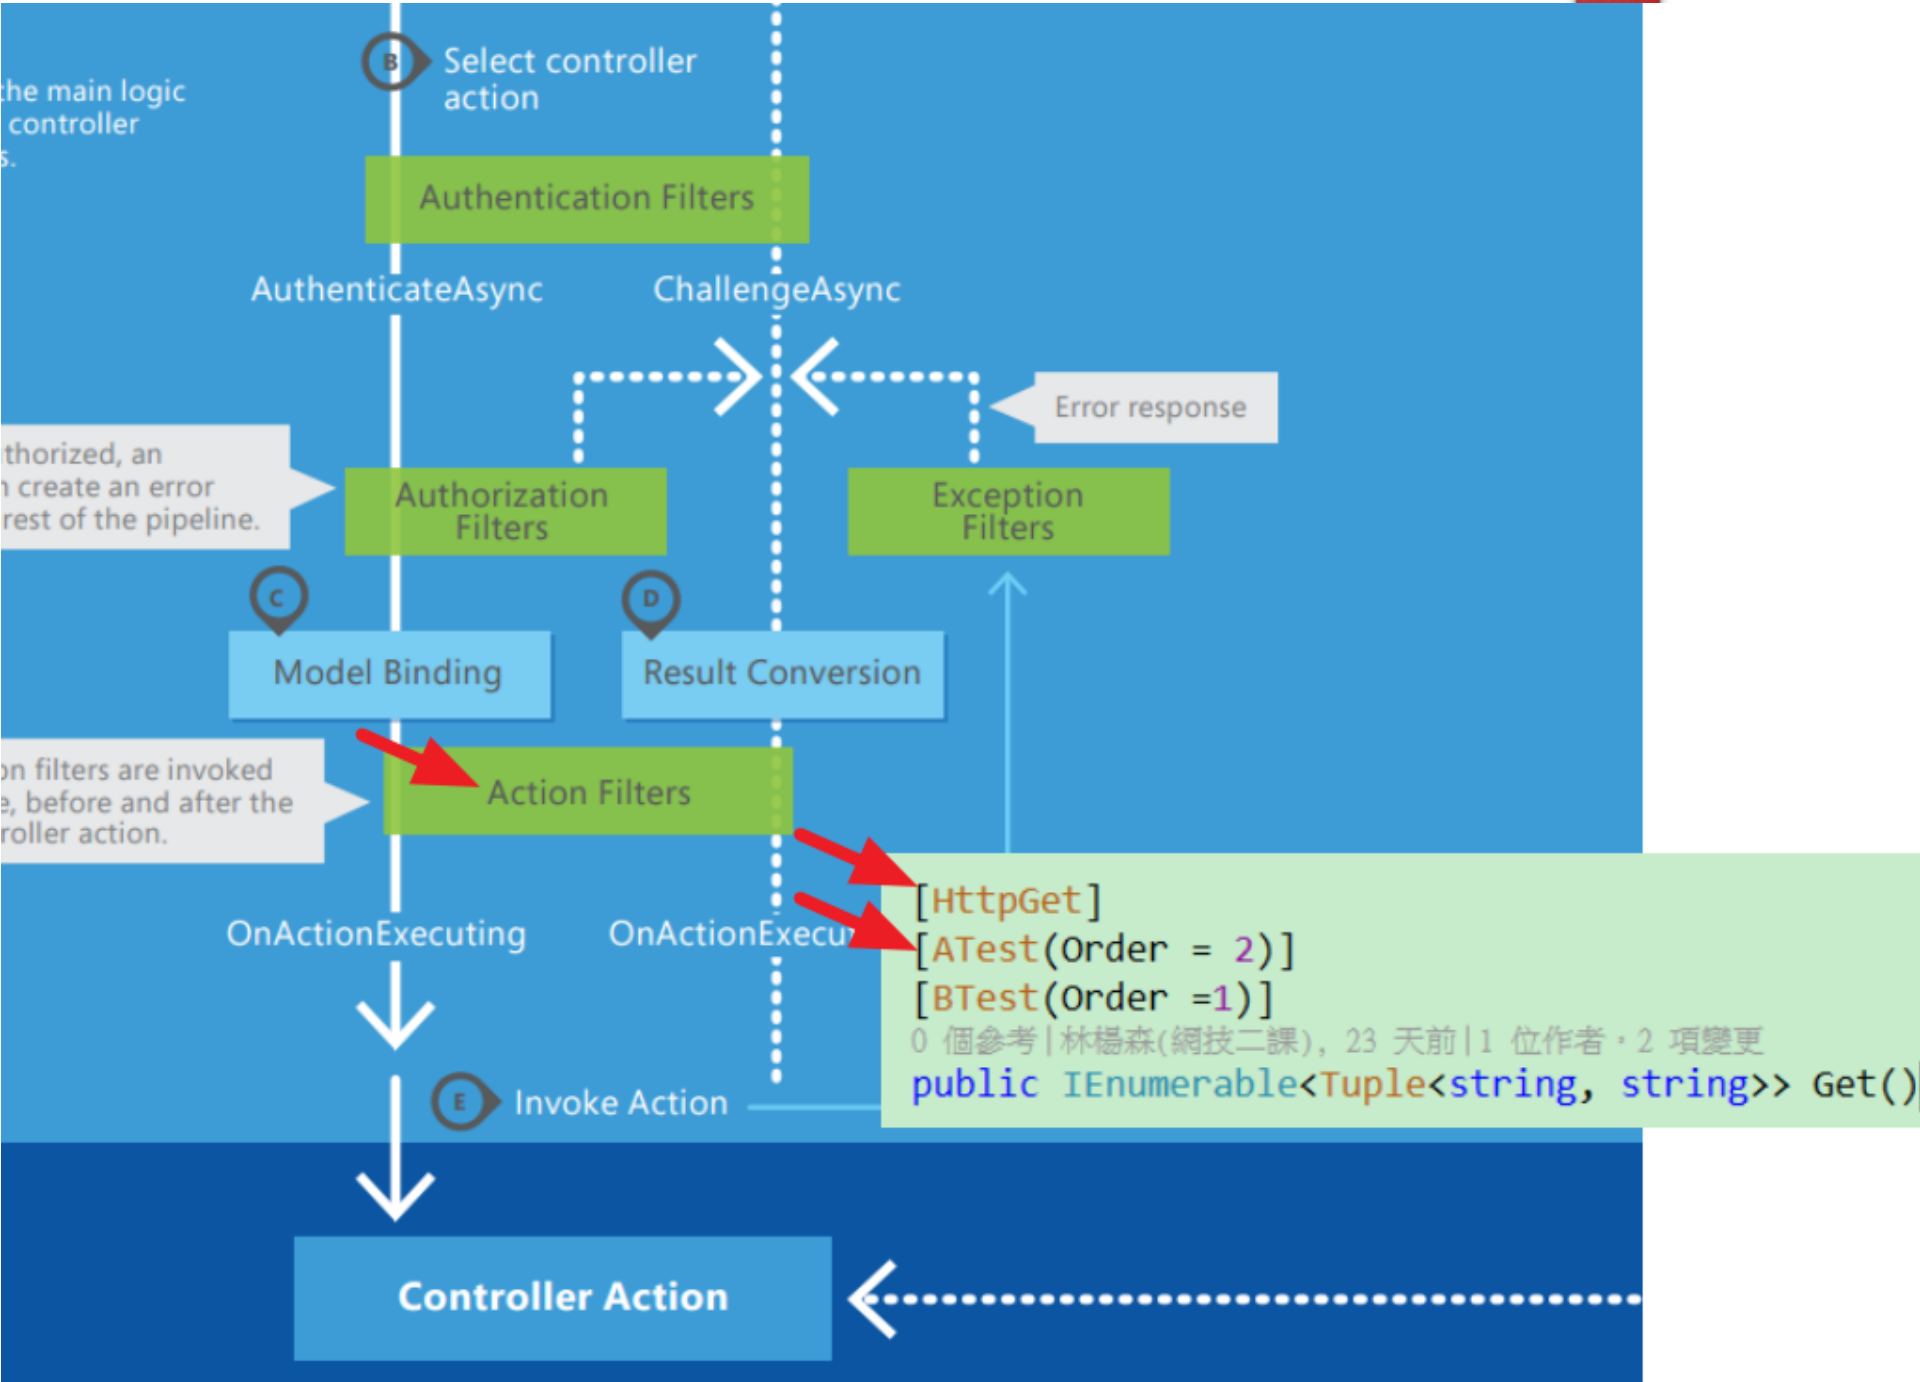 B
Select controller
action
the main logic
controller
s.
Authentication Filters
AuthenticateAsync
ChallengeAsync
Error response
thorized, an
n create an error
rest of the pipeline.
Authorization
Filters
Exception
Filters
C
D
Model Binding
Result Conversion
on filters are invoked
e, before and after the
roller action.
Action Filters
OnActionExecuting
OnActionExecu
[HttpGet]
[ATest(Order = 2)]
[BTest(Order =1)]
0 個參考|林楊森(網技二課), 23 天前|1 位作者，2 項變更
public IEnumerable<Tuple<string, string>> Get()
E
Invoke Action
Controller Action